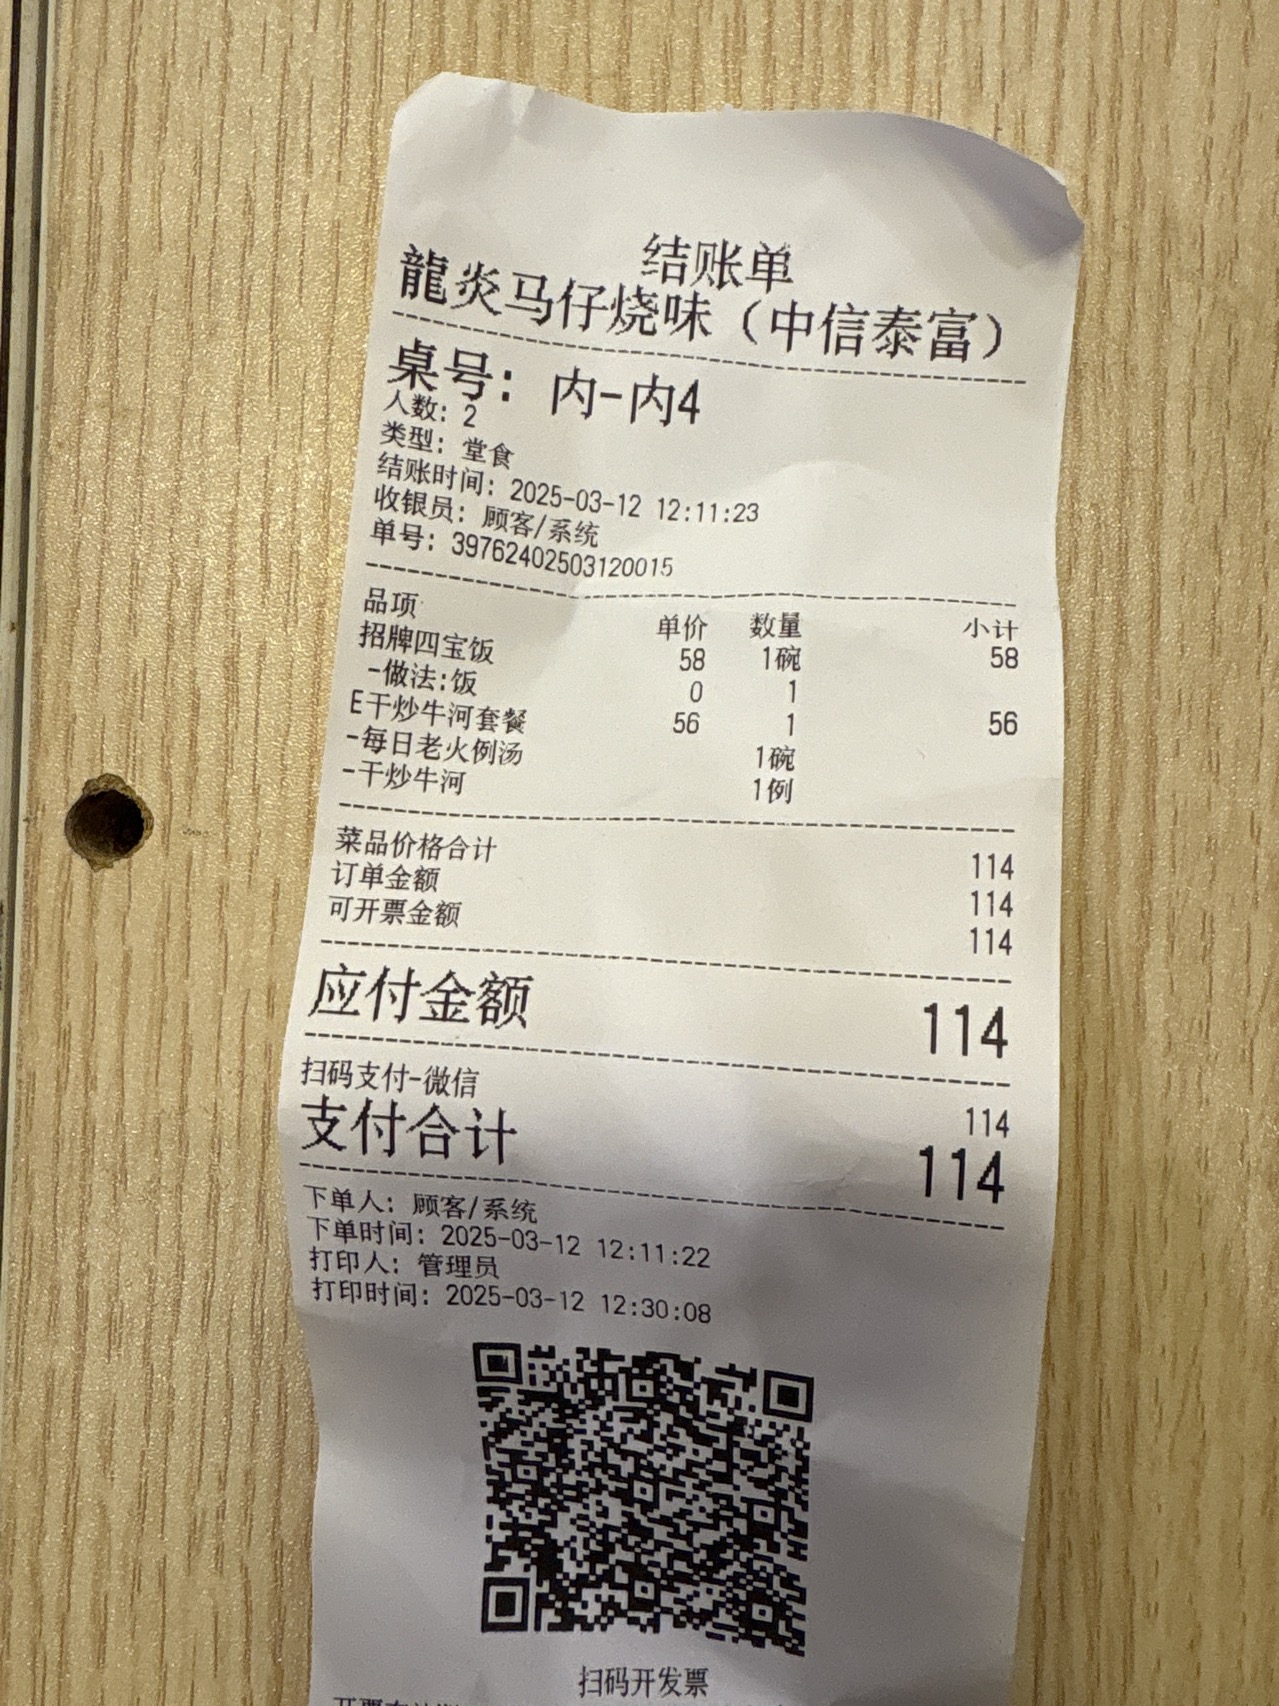 结账单
龍炎马仔烧味（中信泰富）
桌号：内-内4
人数：2
类型：堂食
结账时间：2025-03-12 12:11:23
收银员：顾客/系统
单号：39762402503120015
品项 单价 数量 小计
招牌四宝饭 58 1碗 58
-做法:饭 0 1
E干炒牛河套餐 56 1 56
-每日老火例汤 1碗
-干炒牛河 1例
菜品价格合计 114
订单金额 114
可开票金额 114
应付金额 114
扫码支付-微信 114
支付合计 114
下单人：顾客/系统
下单时间：2025-03-12 12:11:22
打印人：管理员
打印时间：2025-03-12 12:30:08
扫码开发票